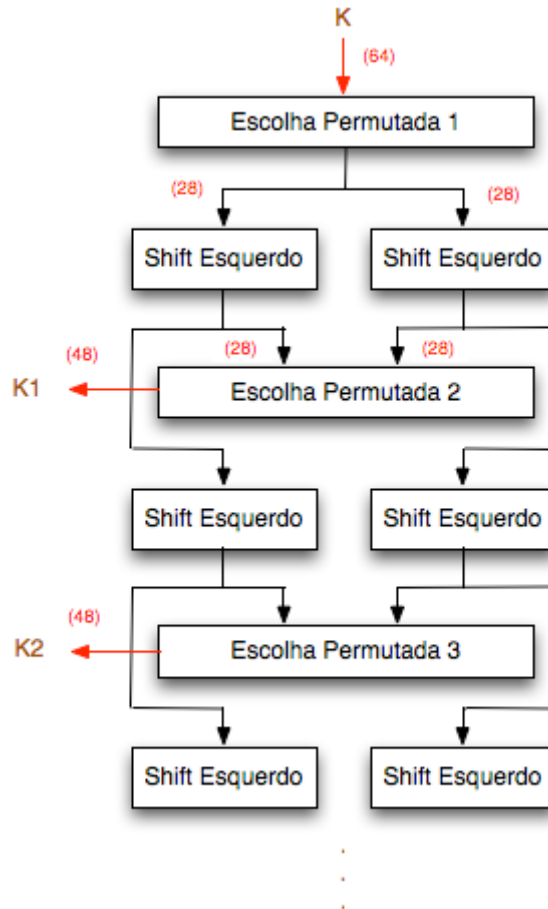 K
(64)
Escolha Permutada 1
(28) (28)
Shift Esquerdo Shift Esquerdo
(48) (28) (28)
K1 Escolha Permutada 2
Shift Esquerdo Shift Esquerdo
(48)
K2 Escolha Permutada 3
Shift Esquerdo Shift Esquerdo
.
.
.